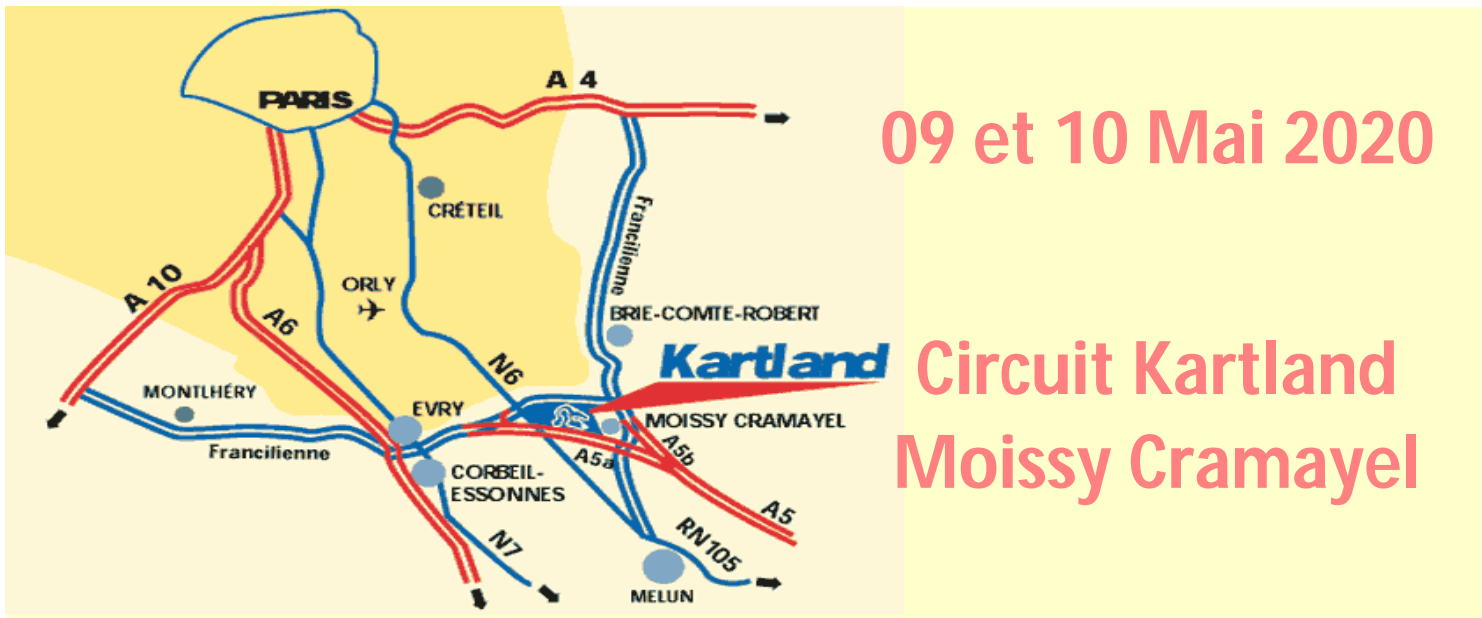 PARIS
A 4
09 et 10 Mai 2020
CRÉTEIL
Francilienne
A 10
ORLY
A6
BRIE-COMTE-ROBERT
N6
Kartland
Circuit Kartland
MONTLHÉRY
EVRY
MOISSY CRAMAYEL
Moissy Cramayel
Francilienne
A5a
A5b
CORBEIL-
ESSONNES
A5
N7
RN105
MELUN